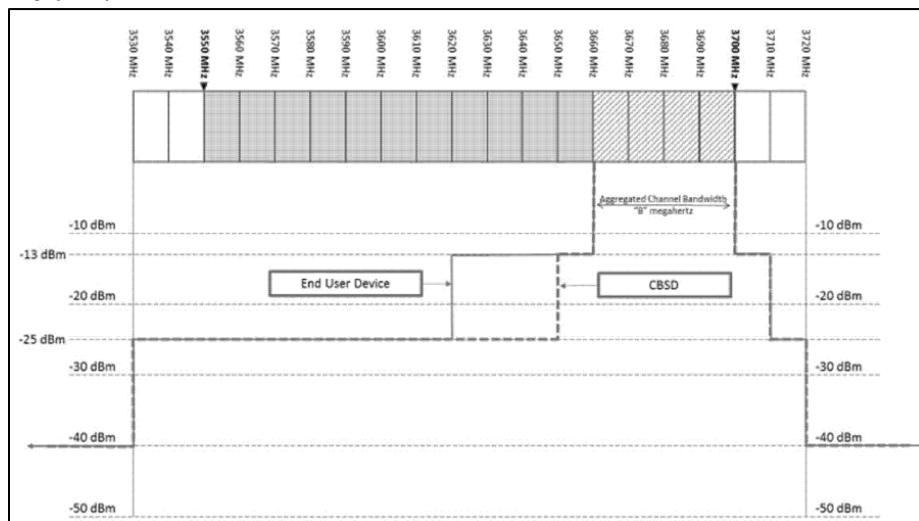 3530 MHz
3540 MHz
3550 MHz
3560 MHz
3570 MHz
3580 MHz
3590 MHz
3600 MHz
3610 MHz
3620 MHz
3630 MHz
3640 MHz
3650 MHz
3660 MHz
3670 MHz
3680 MHz
3690 MHz
3700 MHz
3710 MHz
3720 MHz
Aggregated Channel Bandwidth
"B" megahertz
-10 dBm
-10 dBm
-13 dBm
End User Device
CBSD
-20 dBm
-20 dBm
-25 dBm
-30 dBm
-30 dBm
-40 dBm
-40 dBm
-50 dBm
-50 dBm